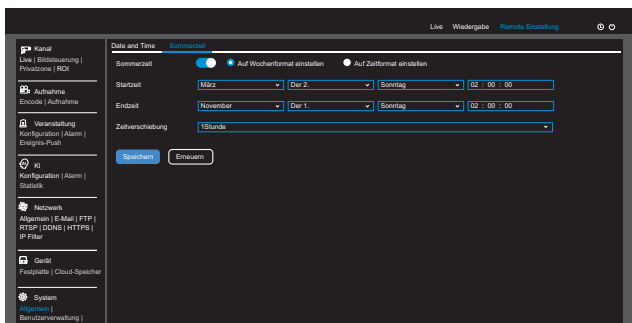 Live Wiedergabe Remote Einstellung
Kanal
Live | Bildsteuerung |
Privatzone | ROI
Aufnahme
Encode | Aufnahme
Veranstaltung
Konfiguration | Alarm |
Ereignis-Push
KI
Konfiguration | Alarm |
Statistik
Netzwerk
Allgemein | E-Mail | FTP |
RTSP | DDNS | HTTPS |
IP Filter
Gerät
Festplatte | Cloud-Speicher
System
Allgemein |
Benutzerverwaltung |
Date and Time Sommerzeit
Sommerzeit Auf Wochenformat einstellen Auf Zeitformat einstellen
Startzeit März Der 2. Sonntag 02 : 00 : 00
Endzeit November Der 1. Sonntag 02 : 00 : 00
Zeitverschiebung 1Stunde
Speichern Erneuern